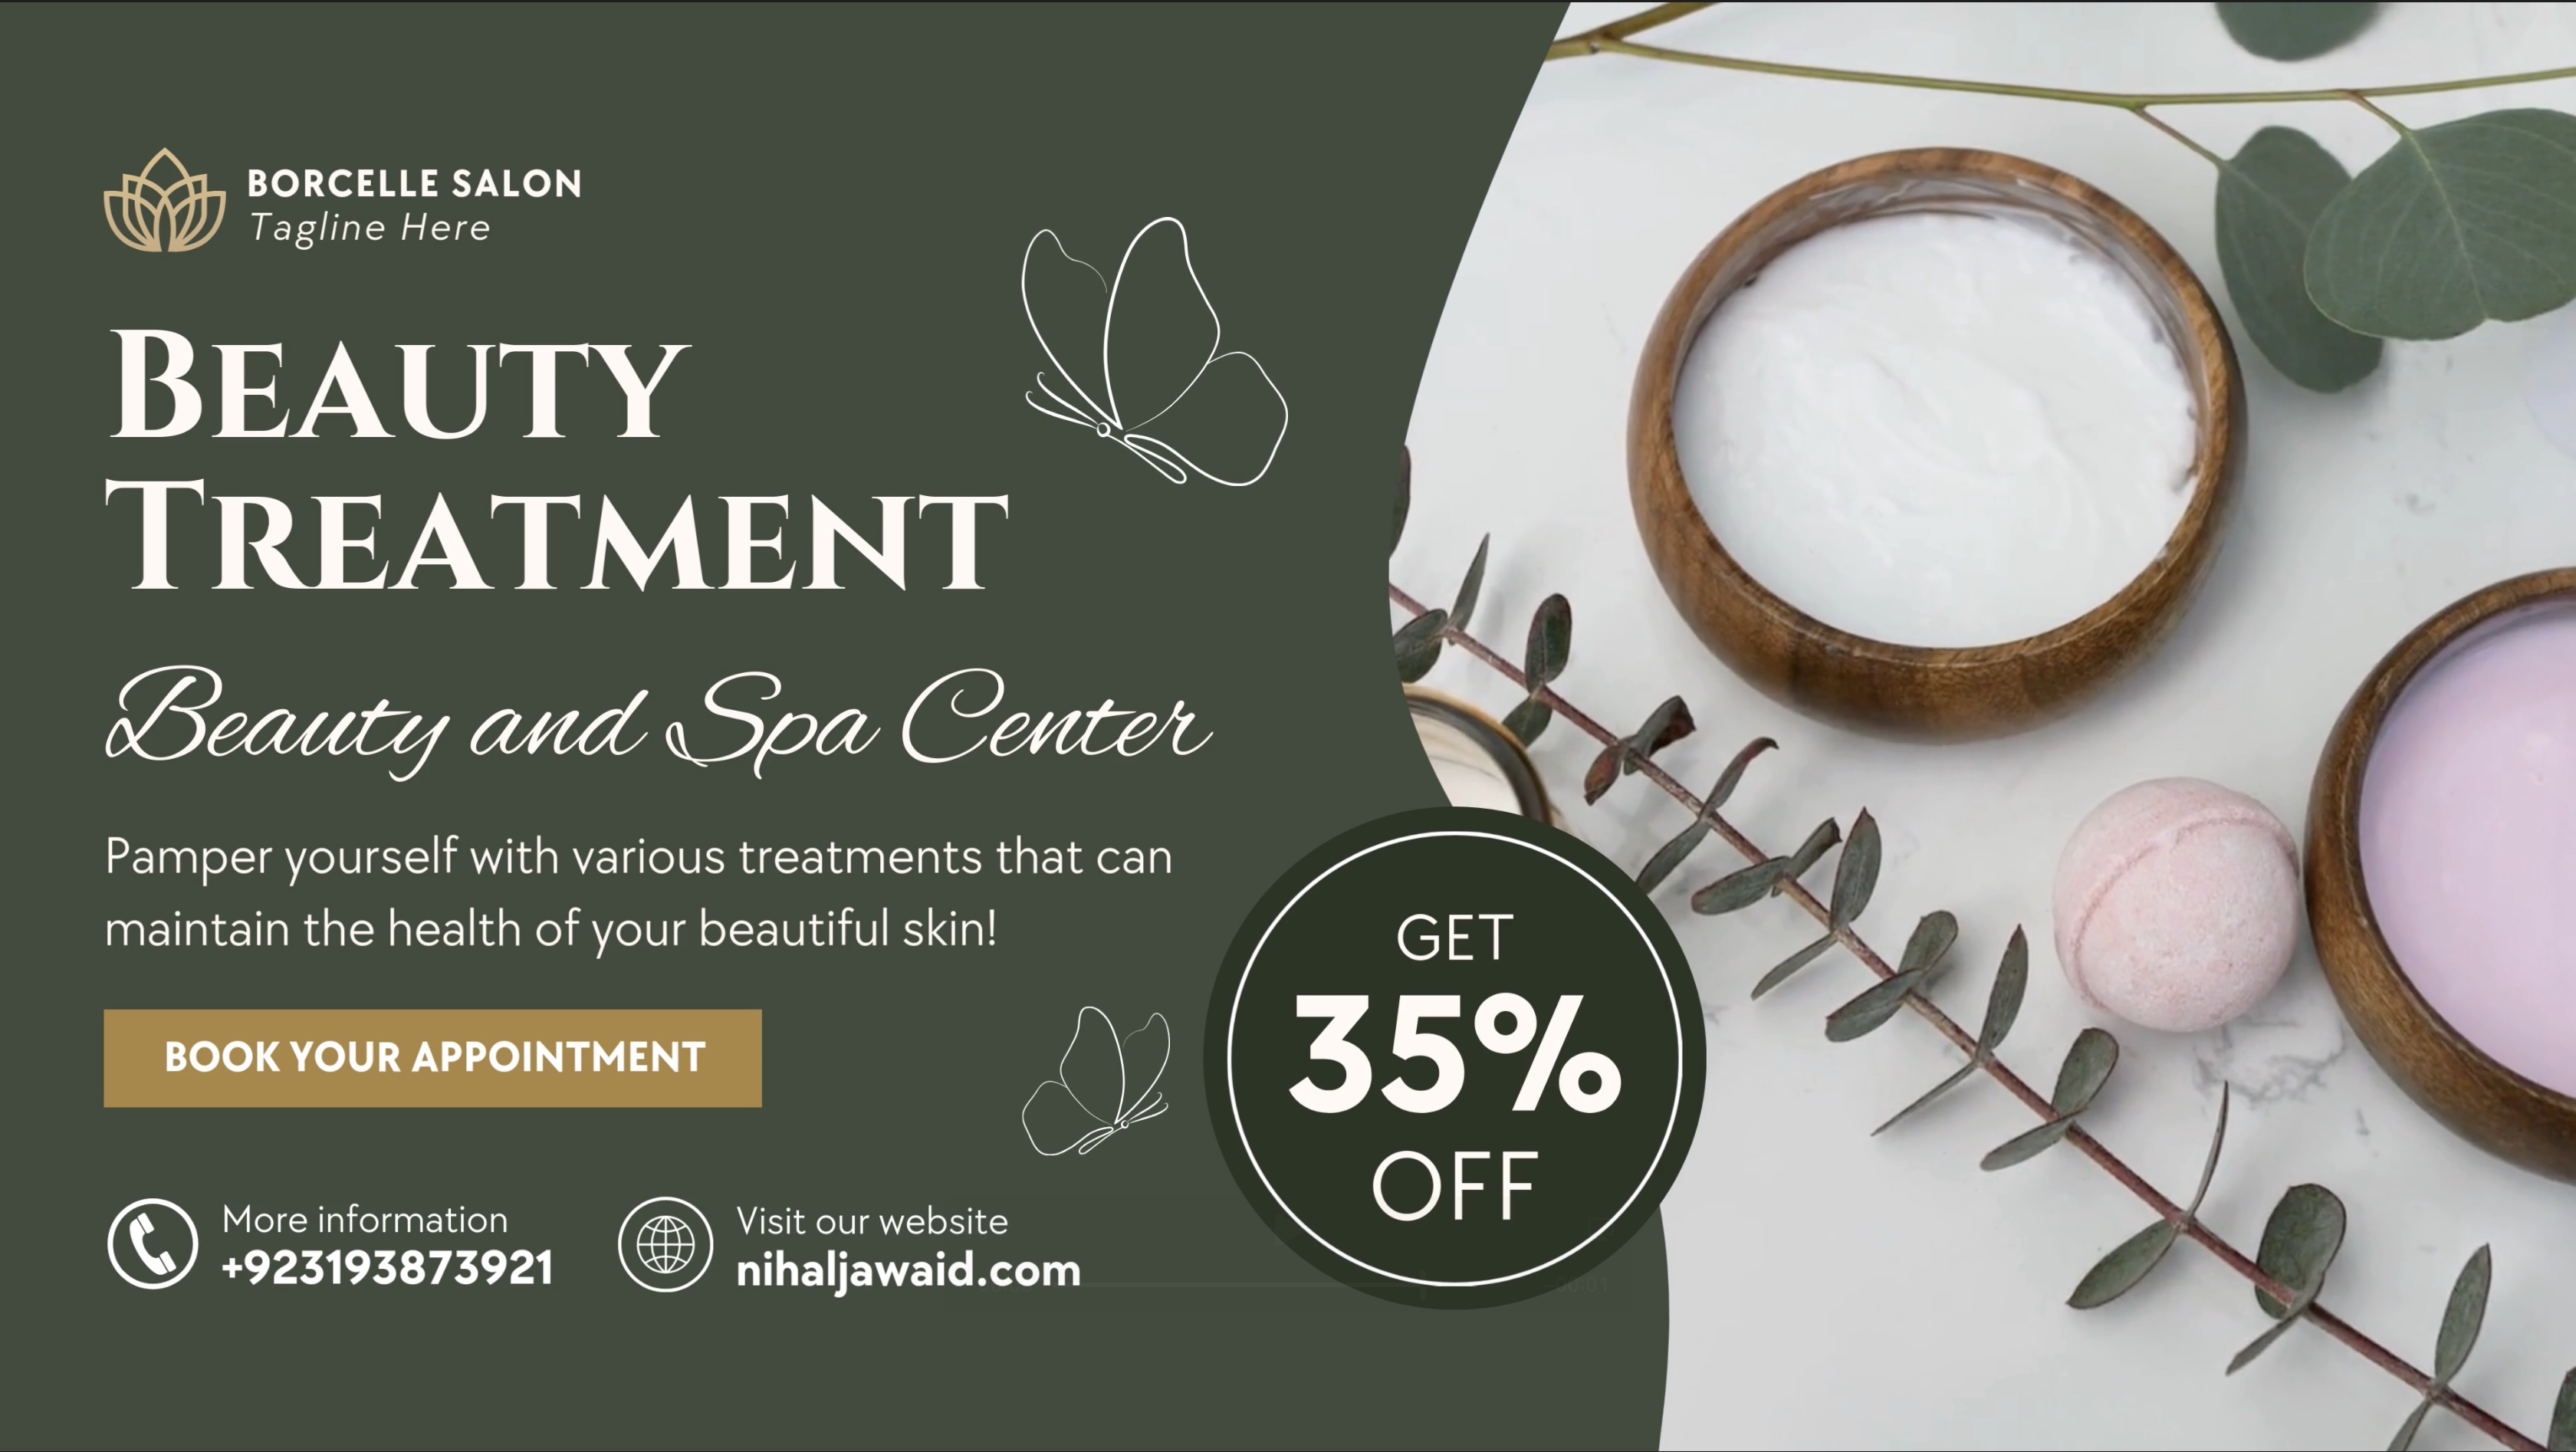 BORCELLE SALON
Tagline Here
BEAUTY
TREATMENT
Beauty and Spa Center
Pamper yourself with various treatments that can
maintain the health of your beautiful skin!
BOOK YOUR APPOINTMENT
More information
+923193873921
Visit our website
nihaljawaid.com
GET
35%
OFF